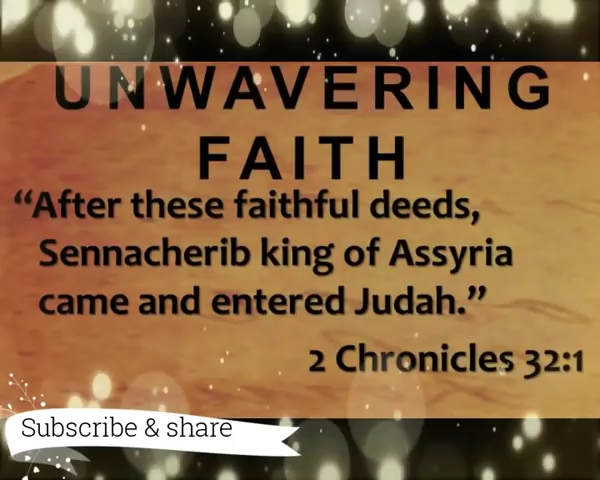 UNWAVERING
FAITH
“After these faithful deeds,
Sennacherib king of Assyria
came and entered Judah.”
2 Chronicles 32:1
Subscribe & share